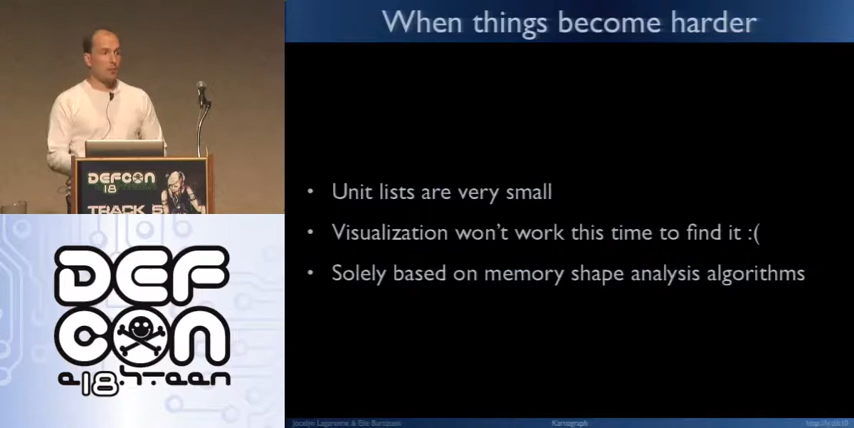 When things become harder
• Unit lists are very small
• Visualization won't work this time to find it :(
• Solely based on memory shape analysis algorithms
DEFCON
18
TRACK 5
DEF
CON
Kartograph